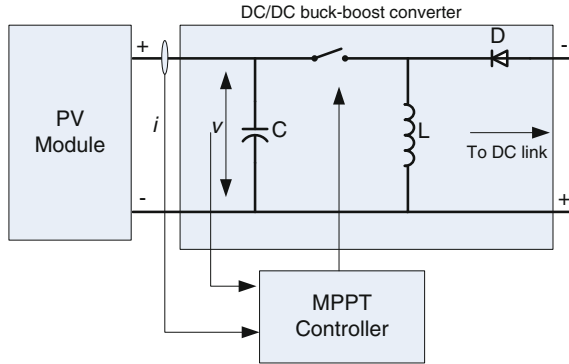 DC/DC buck-boost converter
D
+
-
PV
Module
i
v
C
L
To DC link
-
+
MPPT
Controller